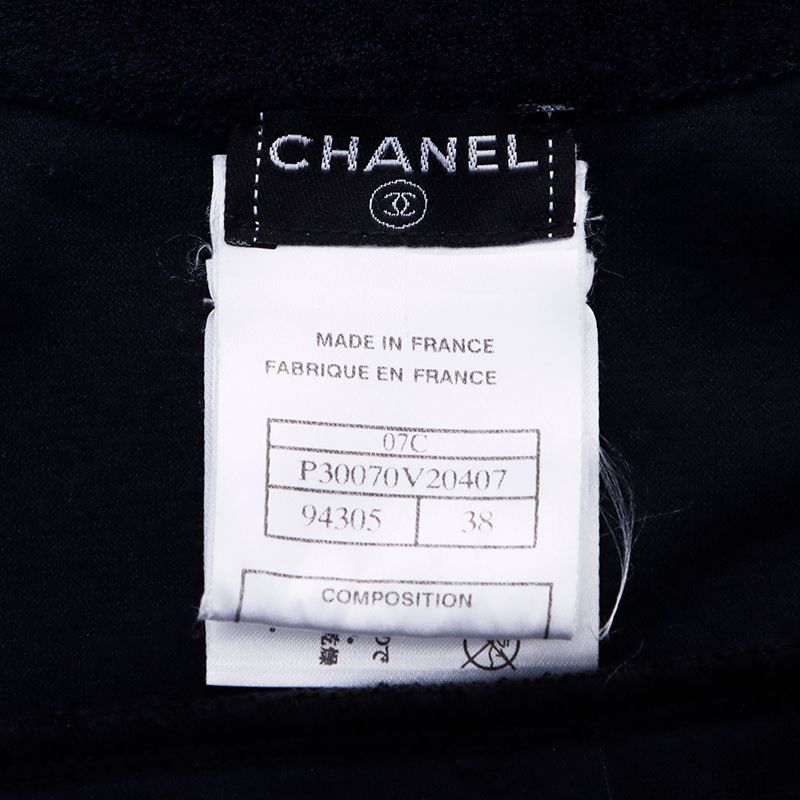 CHANEL
MADE IN FRANCE
FABRIQUE EN FRANCE
07C
P30070V20407
94305 38
COMPOSITION